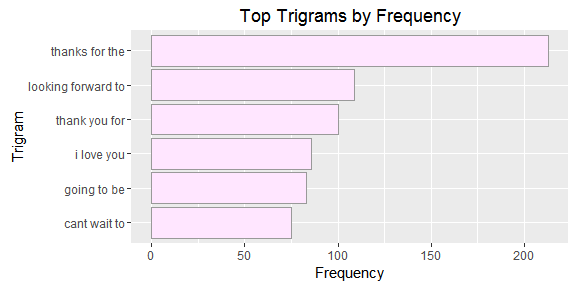 Top Trigrams by Frequency
Trigram
thanks for the
looking forward to
thank you for
i love you
going to be
cant wait to
0 50 100 150 200
Frequency